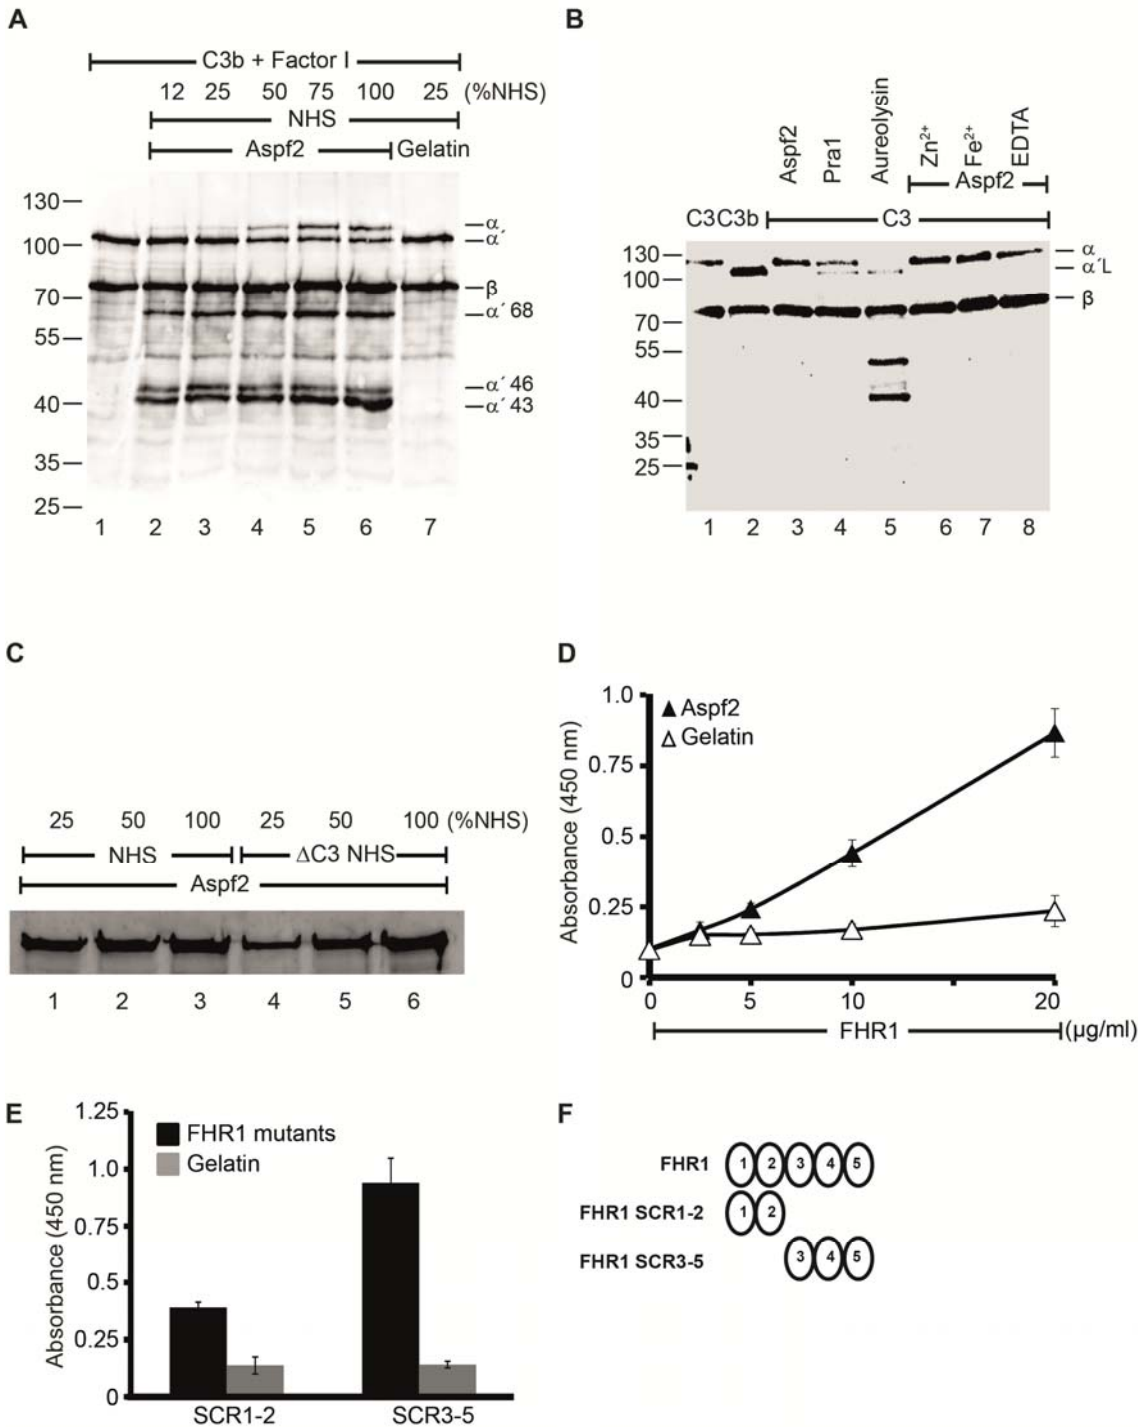 A
C3b + Factor I
12 25 50 75 100 25 (%NHS)
NHS
Aspf2 Gelatin
130
100
70
55
40
35
25
α
α´
β
α´ 68
α´ 46
α´ 43
1 2 3 4 5 6 7
B
Aspf2
Pra1
Aureolysin
Zn2+
Fe2+
EDTA
Aspf2
C3 C3b C3
130
100
70
55
40
35
25
α
α´L
β
1 2 3 4 5 6 7 8
C
25 50 100 25 50 100 (%NHS)
NHS ΔC3 NHS
Aspf2
1 2 3 4 5 6
D
Absorbance (450 nm)
1.0
0.75
0.5
0.25
0
Aspf2
Gelatin
0 5 10 20
FHR1 (µg/ml)
E
Absorbance (450 nm)
1.25
1.0
0.75
0.5
0.25
0
FHR1 mutants
Gelatin
SCR1-2 SCR3-5
F
FHR1 1 2 3 4 5
FHR1 SCR1-2 1 2
FHR1 SCR3-5 3 4 5